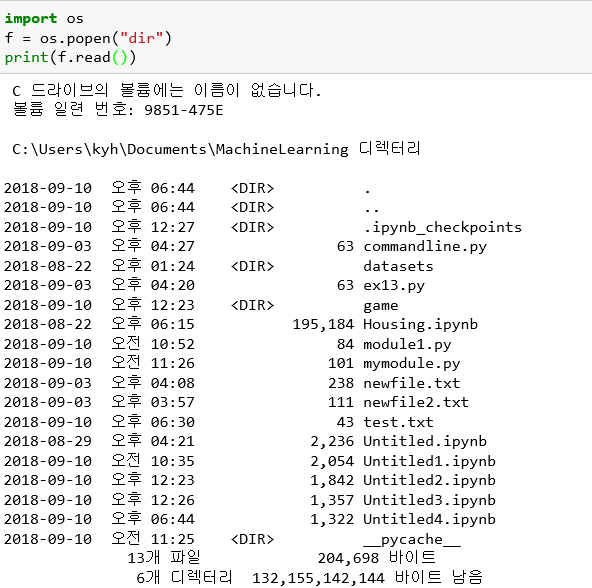 import os
f = os.popen("dir")
print(f.read())
C 드라이브의 볼륨에는 이름이 없습니다.
볼륨 일련 번호: 9851-475E
C:\Users\kyh\Documents\MachineLearning 디렉터리
2018-09-10  오후 06:44    <DIR>          .
2018-09-10  오후 06:44    <DIR>          ..
2018-09-10  오후 12:27    <DIR>          .ipynb_checkpoints
2018-09-03  오후 04:27                63 commandline.py
2018-08-22  오후 01:24    <DIR>          datasets
2018-09-03  오후 04:20                63 ex13.py
2018-09-10  오후 12:23    <DIR>          game
2018-08-22  오후 06:15           195,184 Housing.ipynb
2018-09-10  오전 10:52                84 module1.py
2018-09-10  오전 11:26               101 mymodule.py
2018-09-03  오후 04:08               238 newfile.txt
2018-09-03  오후 03:57               111 newfile2.txt
2018-09-10  오후 06:30                43 test.txt
2018-08-29  오후 04:21             2,236 Untitled.ipynb
2018-09-10  오전 10:35             2,054 Untitled1.ipynb
2018-09-10  오후 12:23             1,842 Untitled2.ipynb
2018-09-10  오후 12:26             1,357 Untitled3.ipynb
2018-09-10  오후 06:44             1,322 Untitled4.ipynb
2018-09-10  오전 11:25    <DIR>          __pycache__
13개 파일             204,698 바이트
6개 디렉터리  132,155,142,144 바이트 남음